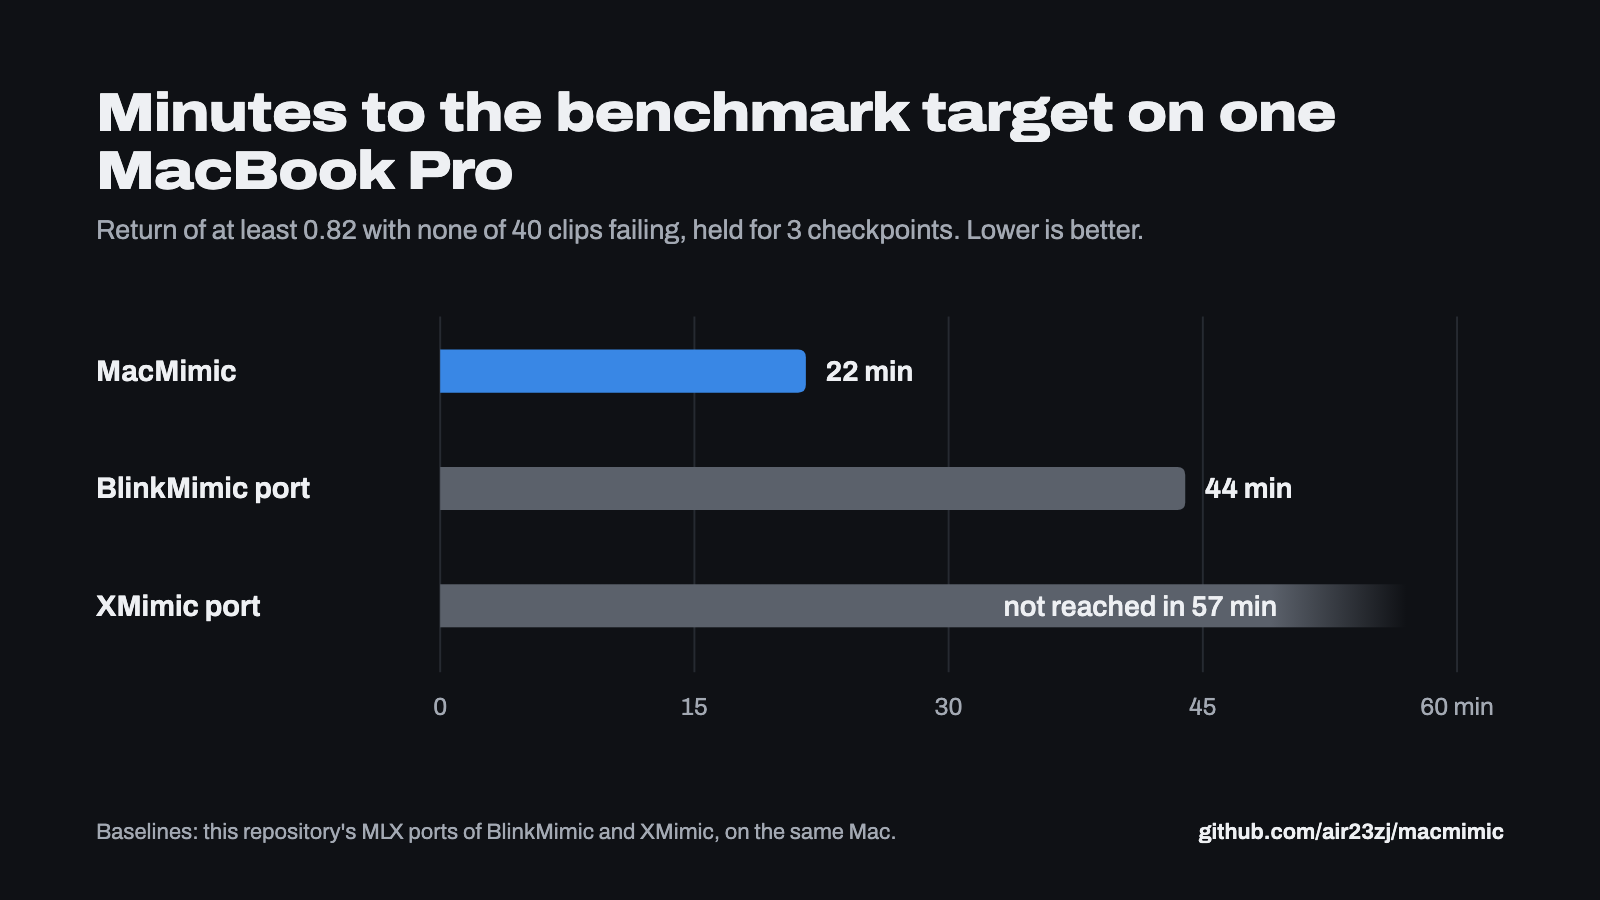 Minutes to the benchmark target on one
MacBook Pro
Return of at least 0.82 with none of 40 clips failing, held for 3 checkpoints. Lower is better.
MacMimic
22 min
BlinkMimic port
44 min
XMimic port
not reached in 57 min
0
15
30
45
60 min
Baselines: this repository's MLX ports of BlinkMimic and XMimic, on the same Mac.
github.com/air23zj/macmimic